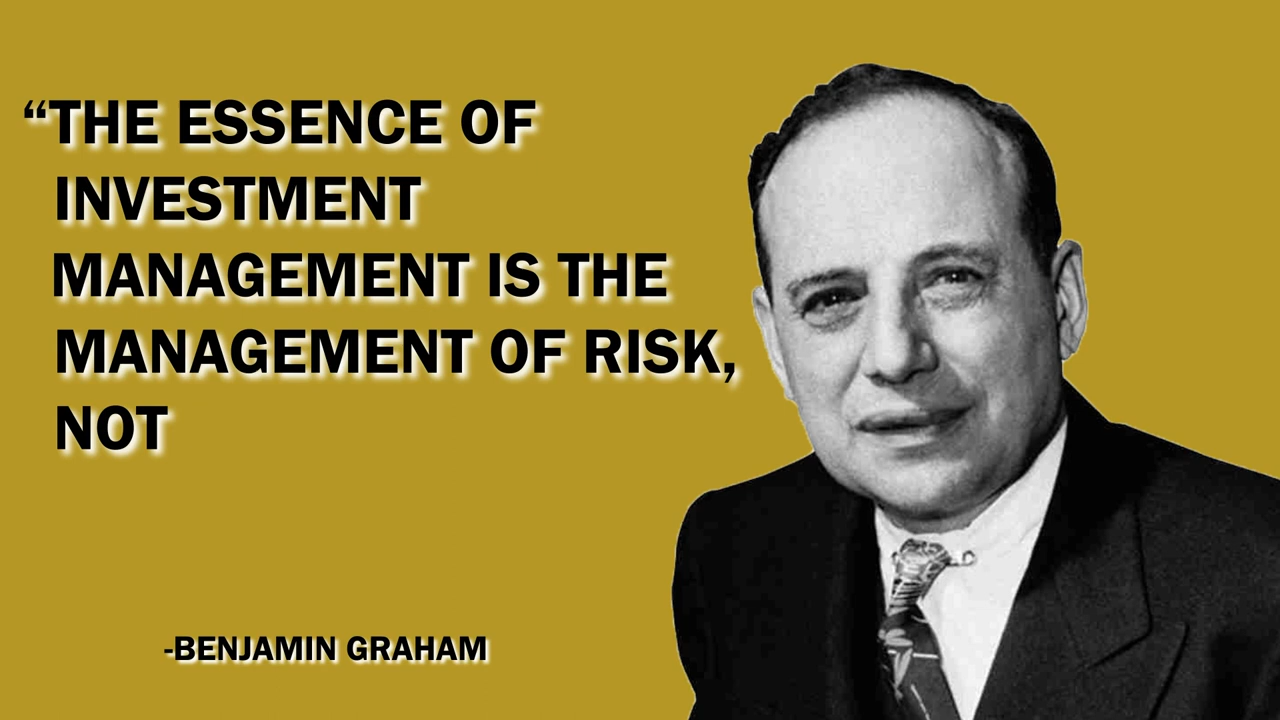 “THE ESSENCE OF
INVESTMENT
MANAGEMENT IS THE
MANAGEMENT OF RISK,
NOT
-BENJAMIN GRAHAM